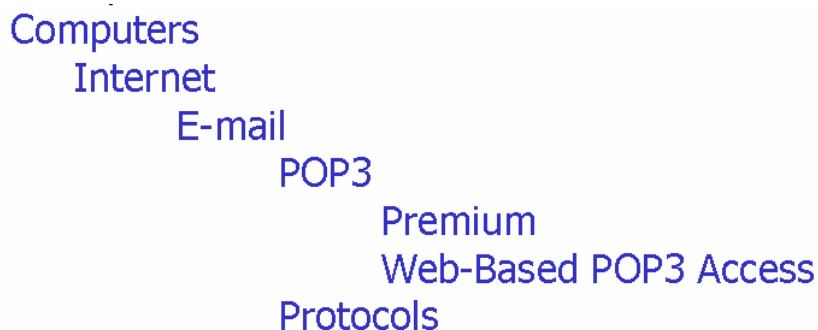 Computers
Internet
E-mail
POP3
Premium
Web-Based POP3 Access
Protocols